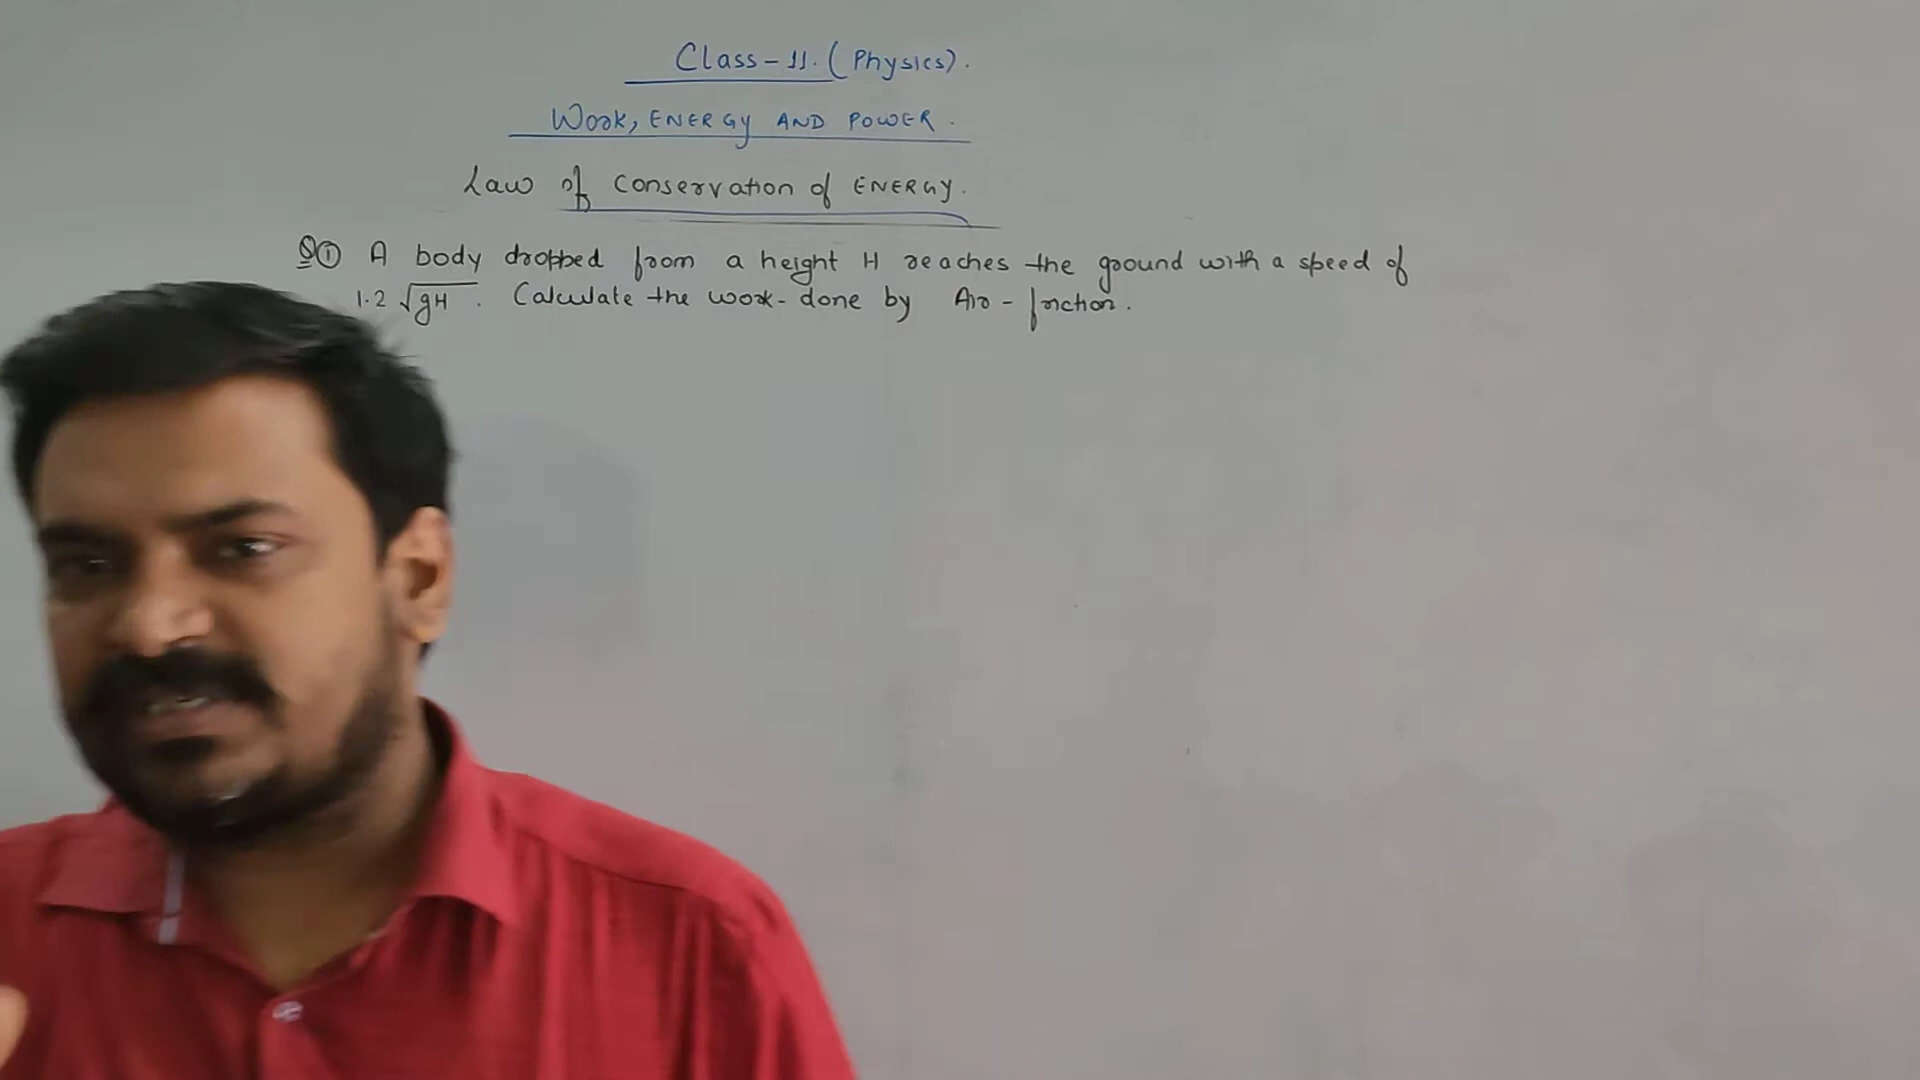 Class-11. (Physics).
Work, ENERGY AND POWER.
Law of Conservation of ENERGY.
Q① A body dropped from a height H reaches the ground with a speed of
1.2 √gH. Calculate the work-done by Air-friction.